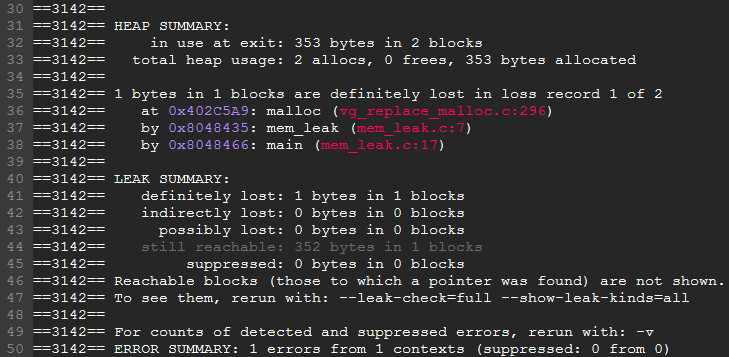 30 ==3142==
31 ==3142== HEAP SUMMARY:
32 ==3142==     in use at exit: 353 bytes in 2 blocks
33 ==3142==   total heap usage: 2 allocs, 0 frees, 353 bytes allocated
34 ==3142==
35 ==3142== 1 bytes in 1 blocks are definitely lost in loss record 1 of 2
36 ==3142==    at 0x402C5A9: malloc (vg_replace_malloc.c:296)
37 ==3142==    by 0x8048435: mem_leak (mem_leak.c:7)
38 ==3142==    by 0x8048466: main (mem_leak.c:17)
39 ==3142==
40 ==3142== LEAK SUMMARY:
41 ==3142==    definitely lost: 1 bytes in 1 blocks
42 ==3142==    indirectly lost: 0 bytes in 0 blocks
43 ==3142==      possibly lost: 0 bytes in 0 blocks
44 ==3142==    still reachable: 352 bytes in 1 blocks
45 ==3142==         suppressed: 0 bytes in 0 blocks
46 ==3142== Reachable blocks (those to which a pointer was found) are not shown.
47 ==3142== To see them, rerun with: --leak-check=full --show-leak-kinds=all
48 ==3142==
49 ==3142== For counts of detected and suppressed errors, rerun with: -v
50 ==3142== ERROR SUMMARY: 1 errors from 1 contexts (suppressed: 0 from 0)